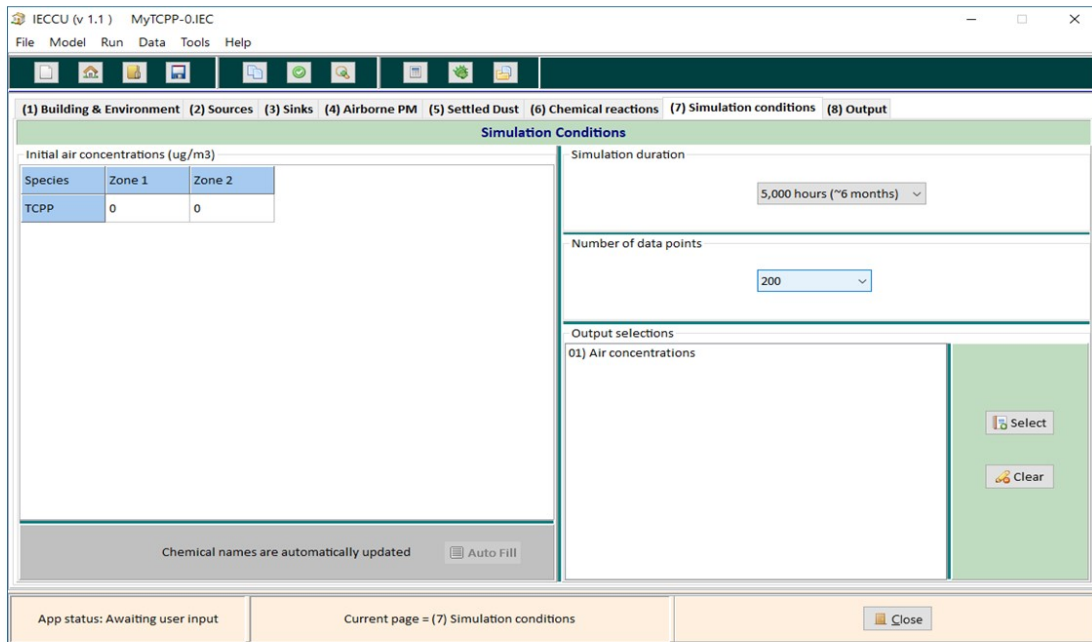 IECCU (v 1.1 ) MyTCPP-0.IEC
File Model Run Data Tools Help
(1) Building & Environment (2) Sources (3) Sinks (4) Airborne PM (5) Settled Dust (6) Chemical reactions (7) Simulation conditions (8) Output
Simulation Conditions
Initial air concentrations (ug/m3)
Species Zone 1 Zone 2
TCPP 0 0
Chemical names are automatically updated Auto Fill
Simulation duration
5,000 hours (~6 months)
Number of data points
200
Output selections
01) Air concentrations
Select
Clear
App status: Awaiting user input Current page = (7) Simulation conditions Close